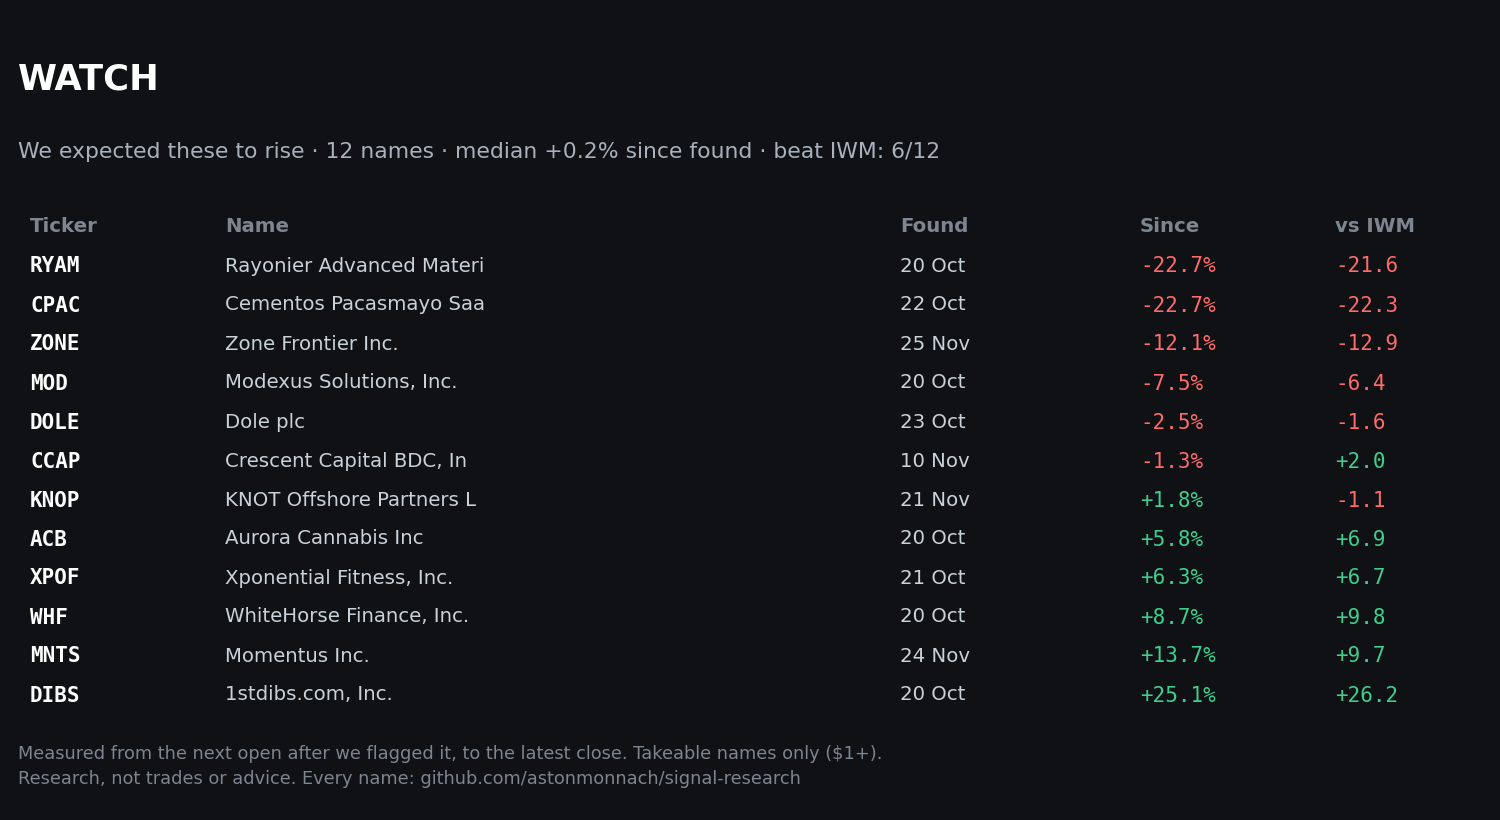 WATCH
We expected these to rise · 12 names · median +0.2% since found · beat IWM: 6/12
Ticker Name Found Since vs IWM
RYAM Rayonier Advanced Materi 20 Oct -22.7% -21.6
CPAC Cementos Pacasmayo Saa 22 Oct -22.7% -22.3
ZONE Zone Frontier Inc. 25 Nov -12.1% -12.9
MOD Modexus Solutions, Inc. 20 Oct -7.5% -6.4
DOLE Dole plc 23 Oct -2.5% -1.6
CCAP Crescent Capital BDC, In 10 Nov -1.3% +2.0
KNOP KNOT Offshore Partners L 21 Nov +1.8% -1.1
ACB Aurora Cannabis Inc 20 Oct +5.8% +6.9
XPOF Xponential Fitness, Inc. 21 Oct +6.3% +6.7
WHF WhiteHorse Finance, Inc. 20 Oct +8.7% +9.8
MNTS Momentus Inc. 24 Nov +13.7% +9.7
DIBS 1stdibs.com, Inc. 20 Oct +25.1% +26.2
Measured from the next open after we flagged it, to the latest close. Takeable names only ($1+).
Research, not trades or advice. Every name: github.com/astonmonnach/signal-research